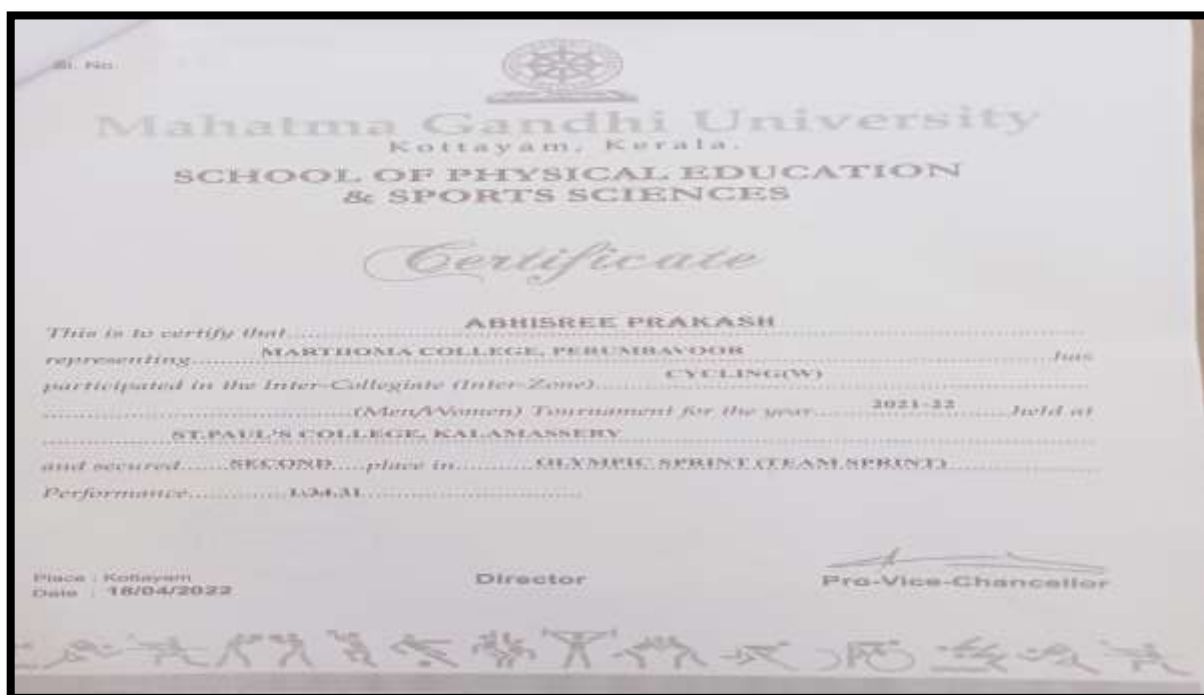 Sl. No.
Mahatma Gandhi University
Kottayam, Kerala.
SCHOOL OF PHYSICAL EDUCATION
& SPORTS SCIENCES
Certificate
This is to certify that..........ABHISREE PRAKASH..........
representing..........MARTHOMA COLLEGE, PERUMBAVOOR..........has
participated in the Inter-Collegiate (Inter-Zone)..........CYCLING(W)..........
..........(Men/Women) Tournament for the year..........2021-22..........held at
..........ST.PAUL'S COLLEGE, KALAMASSERY..........
and secured..........SECOND.....place in..........OLYMPIC SPRINT (TEAM SPRINT)..........
Performance..........1:34.31..........
Place : Kottayam
Date : 18/04/2022
Director
Pro-Vice-Chancellor